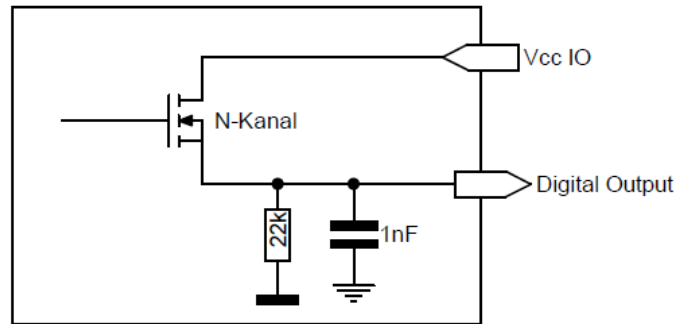 Vcc IO
N-Kanal
Digital Output
22k
1nF